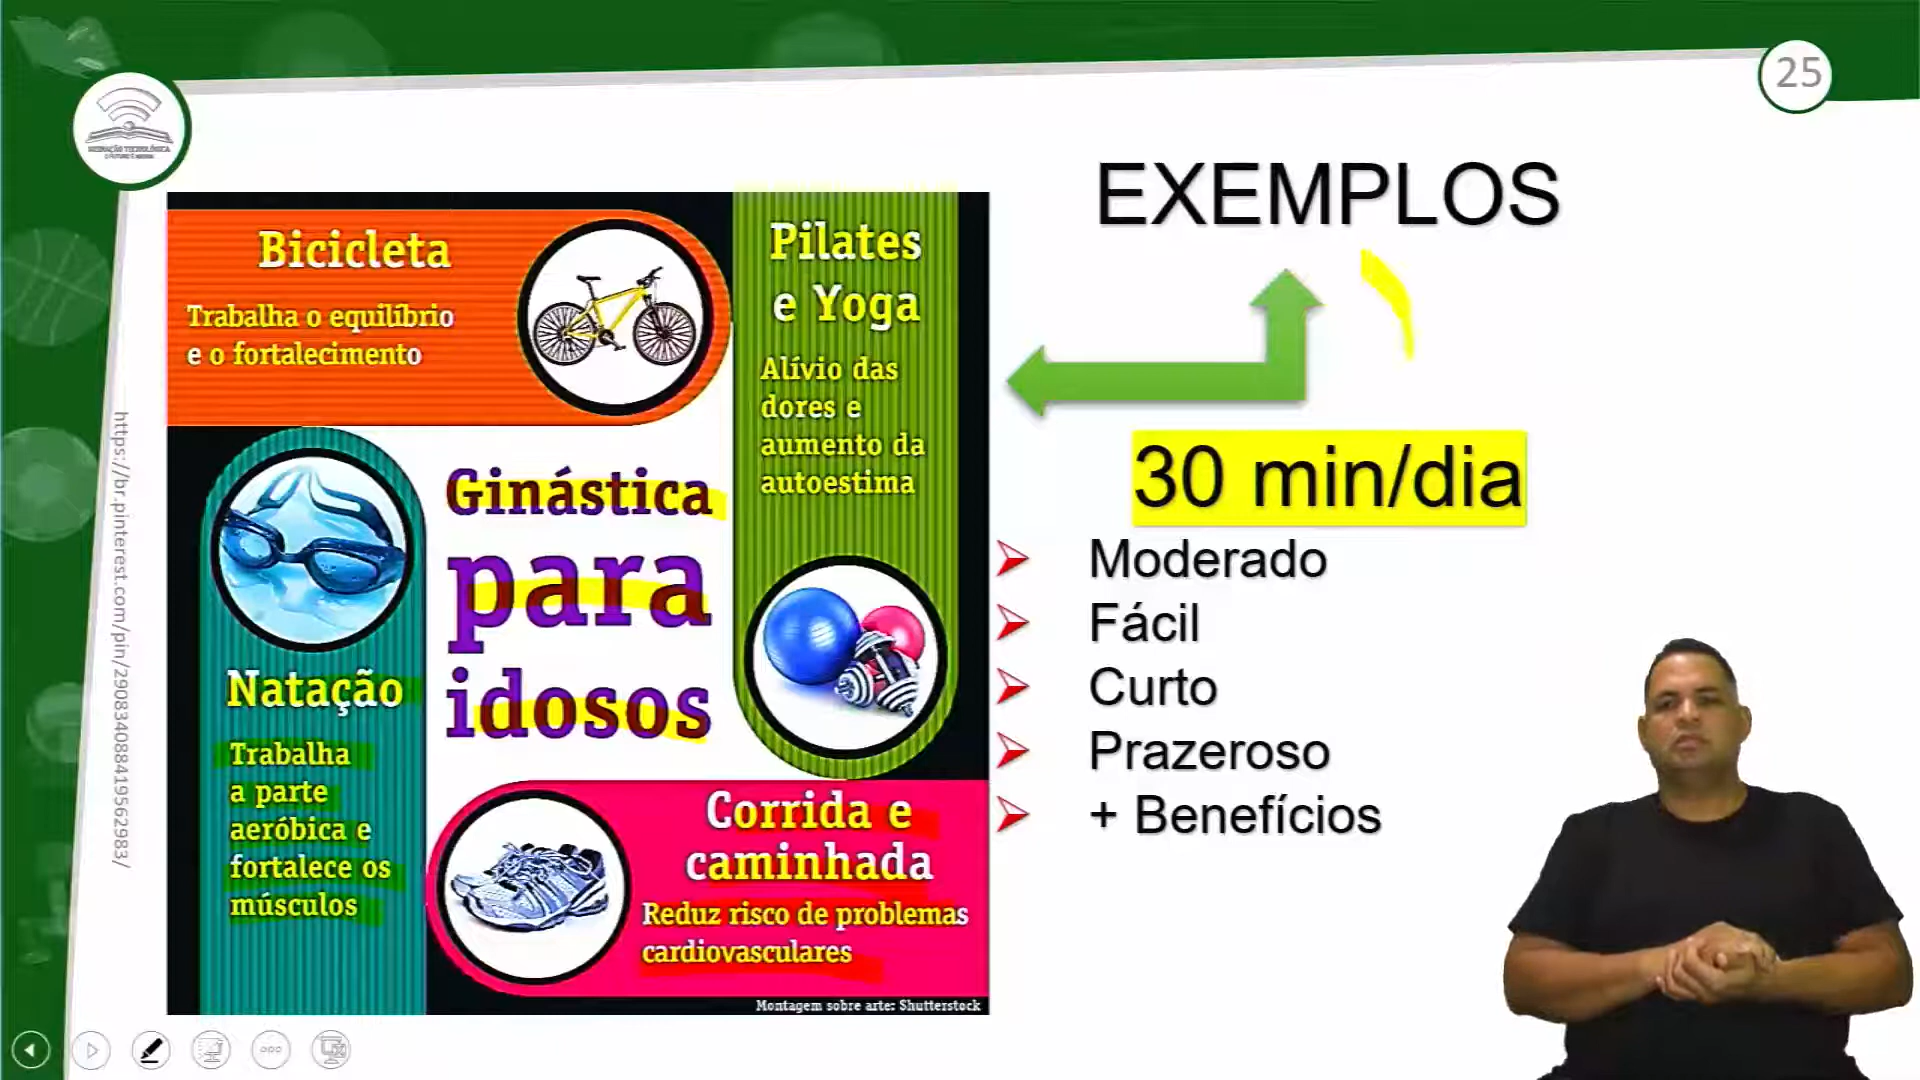 25
MEDIAÇÃO TECNOLÓGICA
EXEMPLOS
Bicicleta
Trabalha o equilíbrio
e o fortalecimento
Pilates
e Yoga
Alívio das
dores e
aumento da
autoestima
Ginástica
para
idosos
Natação
Trabalha
a parte
aeróbica e
fortalece os
músculos
Corrida e
caminhada
Reduz risco de problemas
cardiovasculares
Montagem sobre arte: Shutterstock
https://br.pinterest.com/pin/290834088419562983/
30 min/dia
Moderado
Fácil
Curto
Prazeroso
+ Benefícios